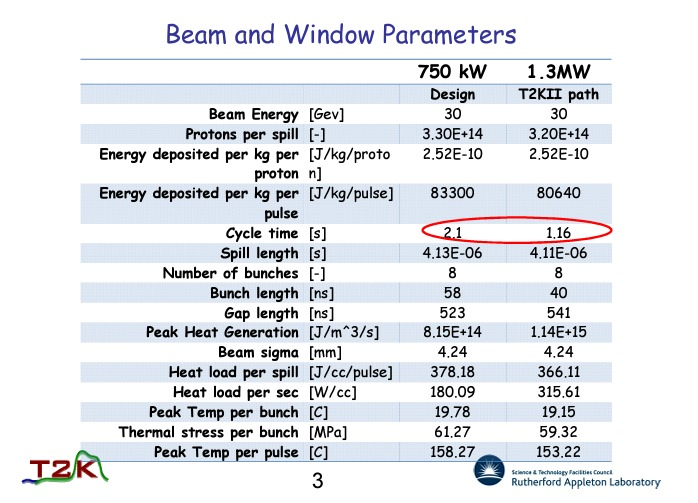 Beam and Window Parameters
750 kW 1.3MW
Design T2KII path
Beam Energy [Gev] 30 30
Protons per spill [-] 3.30E+14 3.20E+14
Energy deposited per kg per [J/kg/proto 2.52E-10 2.52E-10
proton n]
Energy deposited per kg per [J/kg/pulse] 83300 80640
pulse
Cycle time [s] 2.1 1.16
Spill length [s] 4.13E-06 4.11E-06
Number of bunches [-] 8 8
Bunch length [ns] 58 40
Gap length [ns] 523 541
Peak Heat Generation [J/m^3/s] 8.15E+14 1.14E+15
Beam sigma [mm] 4.24 4.24
Heat load per spill [J/cc/pulse] 378.18 366.11
Heat load per sec [W/cc] 180.09 315.61
Peak Temp per bunch [C] 19.78 19.15
Thermal stress per bunch [MPa] 61.27 59.32
Peak Temp per pulse [C] 158.27 153.22
T2K
3
Science & Technology Facilities Council
Rutherford Appleton Laboratory